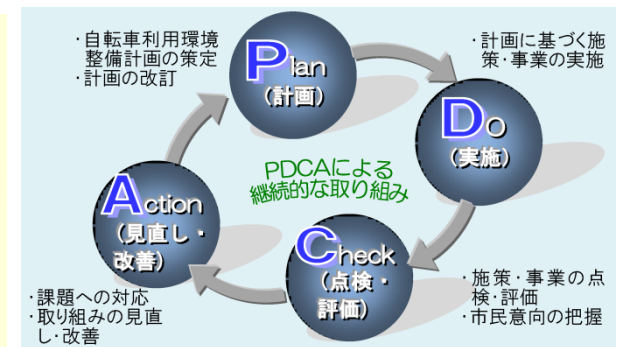 ・自転車利用環境
整備計画の策定
・計画の改訂
Plan
(計画)
・計画に基づく施
策・事業の実施
Do
(実施)
PDCAによる
継続的な取り組み
Action
(見直し・
改善)
Check
(点検・
評価)
・施策・事業の点
検・評価
・市民意向の把握
・課題への対応
・取り組みの見直
し・改善